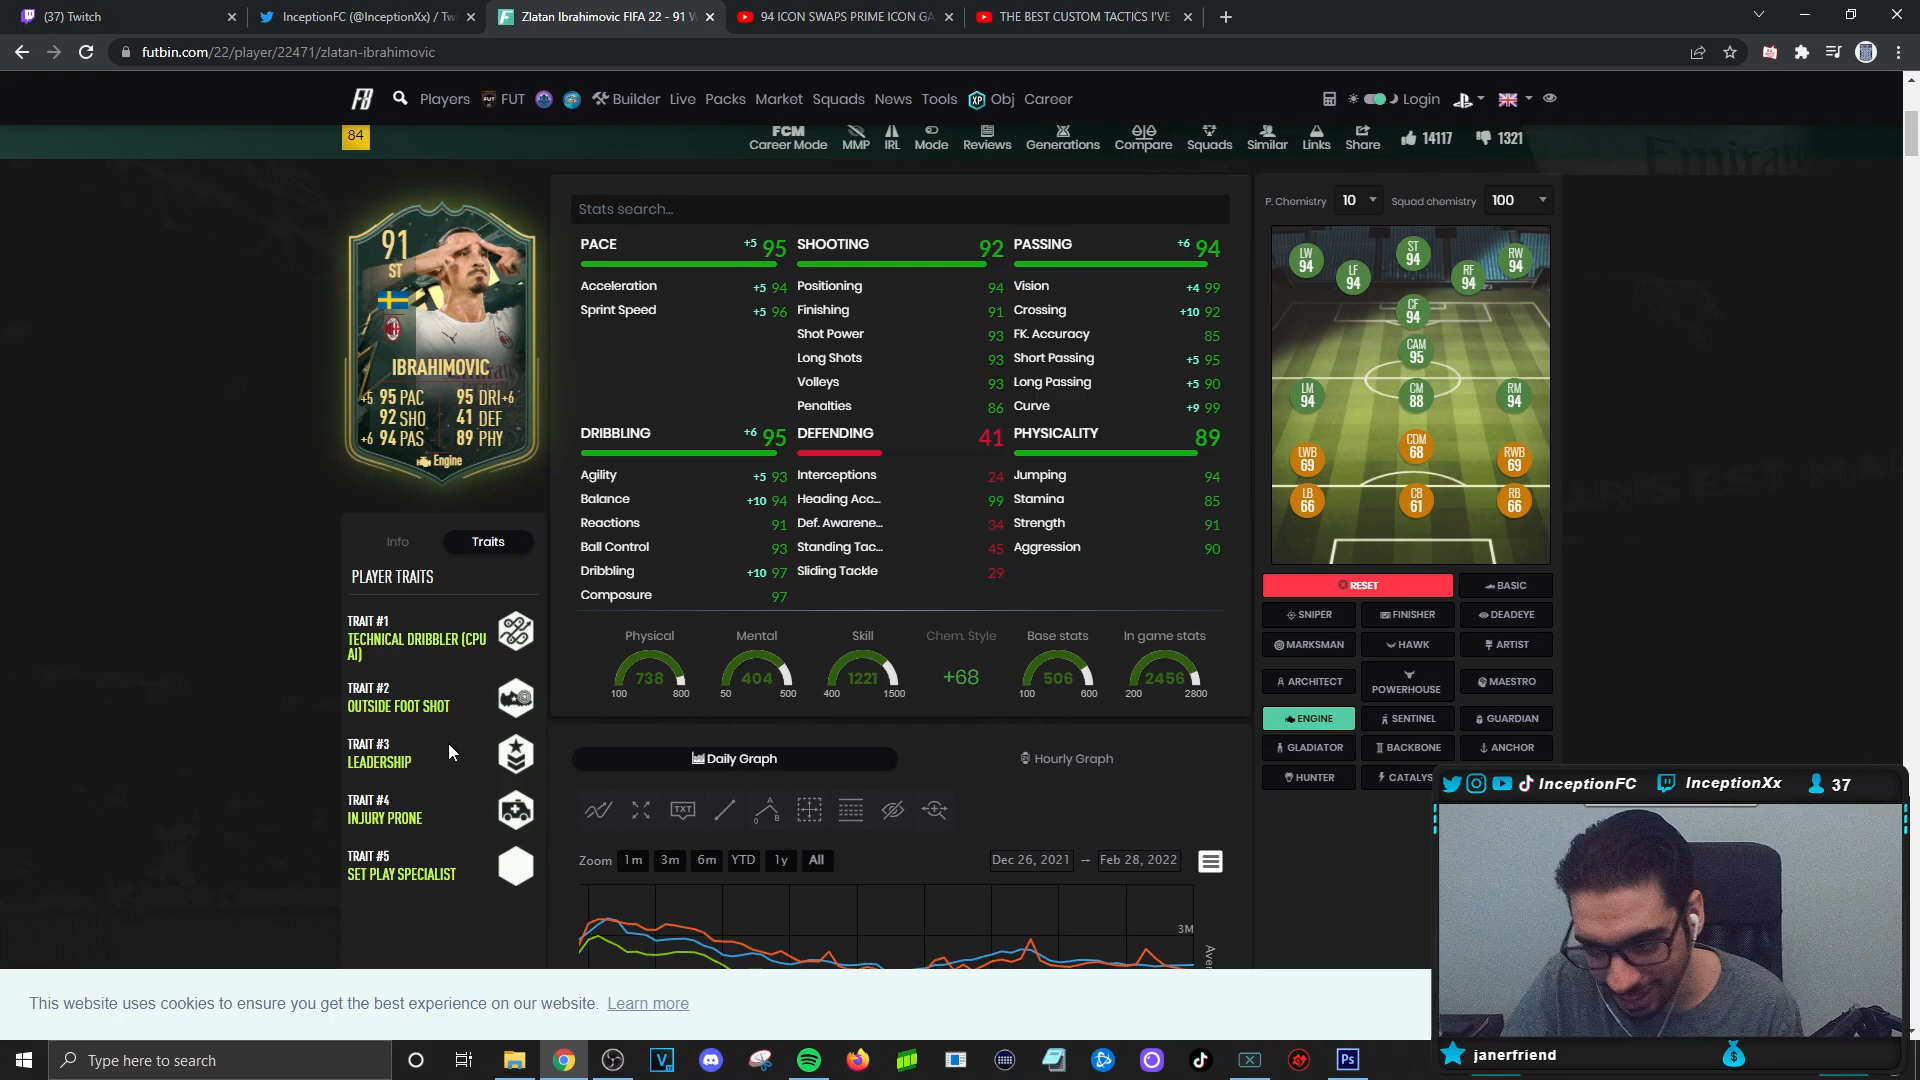 (37) Twitch
InceptionFC (@InceptionXx) / Tw
Zlatan Ibrahimovic FIFA 22 - 91 W
94 ICON SWAPS PRIME ICON GA
THE BEST CUSTOM TACTICS I'VE
futbin.com/22/player/22471/zlatan-ibrahimovic
Players FUT Builder Live Packs Market Squads News Tools XP Obj Career Login
84
FCM
Career Mode MMP IRL Mode Reviews Generations Compare Squads Similar Links Share 14117 1321
Stats search...
P. Chemistry 10 Squad chemistry 100
91
ST
IBRAHIMOVIC
+5 95 PAC 95 DRI+6
92 SHO 41 DEF
+6 94 PAS 89 PHY
Engine
PACE +5 95 SHOOTING 92 PASSING +6 94
Acceleration +5 94 Positioning 94 Vision +4 99
Sprint Speed +5 96 Finishing 91 Crossing +10 92
Shot Power 93 FK. Accuracy 85
Long Shots 93 Short Passing +5 95
Volleys 93 Long Passing +5 90
Penalties 86 Curve +9 99
DRIBBLING +6 95 DEFENDING 41 PHYSICALITY 89
Agility +5 93 Interceptions 24 Jumping 94
Balance +10 94 Heading Acc... 99 Stamina 85
Reactions 91 Def. Awarene... 34 Strength 91
Ball Control 93 Standing Tac... 45 Aggression 90
Dribbling +10 97 Sliding Tackle 29
Composure 97
Physical Mental Skill Chem. Style Base stats In game stats
738 404 1221 +68 506 2456
100 800 50 500 400 1500 100 600 200 2800
LW 94 ST 94 RW 94
LF 94 RF 94
CF 94
CAM 95
LM 94 CM 88 RM 94
LWB 69 CDM 68 RWB 69
LB 66 CB 61 RB 66
RESET BASIC
SNIPER FINISHER DEADEYE
MARKSMAN HAWK ARTIST
ARCHITECT POWERHOUSE MAESTRO
ENGINE SENTINEL GUARDIAN
GLADIATOR BACKBONE ANCHOR
HUNTER CATALYS
Info Traits
PLAYER TRAITS
TRAIT #1
TECHNICAL DRIBBLER (CPU
AI)
TRAIT #2
OUTSIDE FOOT SHOT
TRAIT #3
LEADERSHIP
TRAIT #4
INJURY PRONE
TRAIT #5
SET PLAY SPECIALIST
Daily Graph Hourly Graph
TXT
Zoom 1m 3m 6m YTD 1y All Dec 26, 2021 → Feb 28, 2022
3M
Aver
InceptionFC InceptionXx 37
This website uses cookies to ensure you get the best experience on our website. Learn more
janerfriend
Type here to search